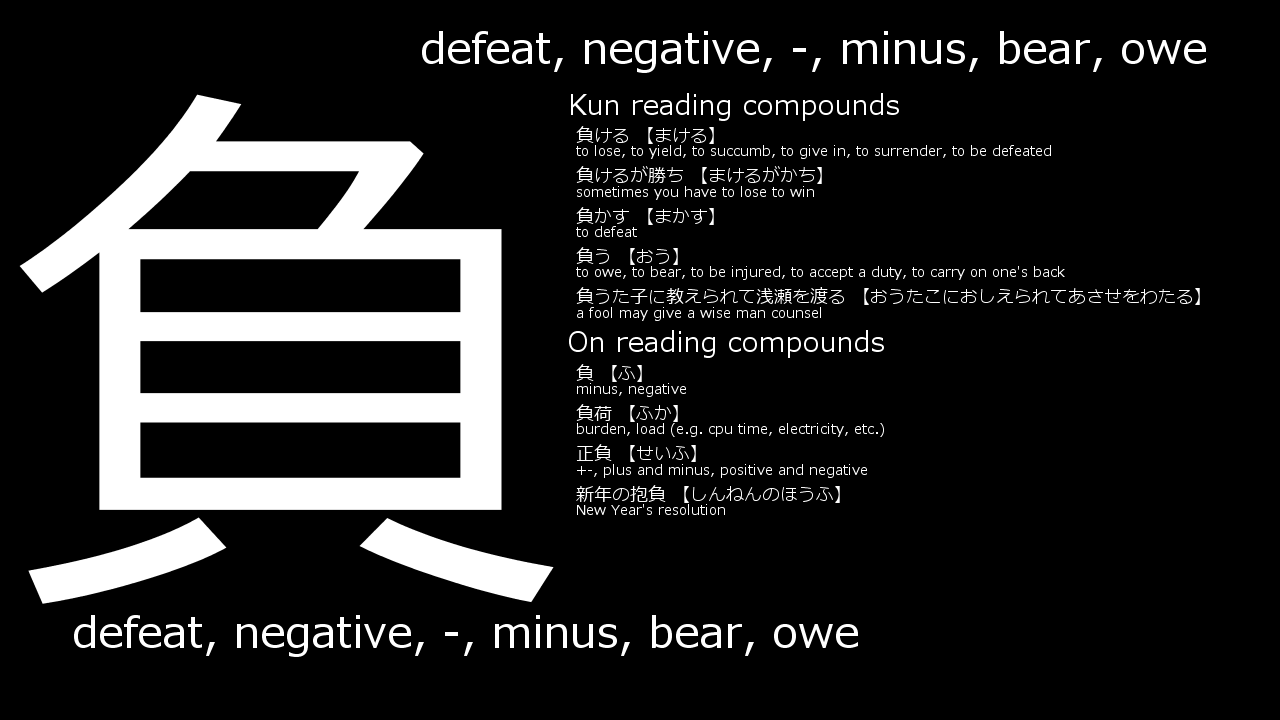 defeat, negative, -, minus, bear, owe
負
Kun reading compounds
負ける 【まける】
to lose, to yield, to succumb, to give in, to surrender, to be defeated
負けるが勝ち 【まけるがかち】
sometimes you have to lose to win
負かす 【まかす】
to defeat
負う 【おう】
to owe, to bear, to be injured, to accept a duty, to carry on one's back
負うた子に教えられて浅瀬を渡る 【おうたこにおしえられてあさせをわたる】
a fool may give a wise man counsel
On reading compounds
負 【ふ】
minus, negative
負荷 【ふか】
burden, load (e.g. cpu time, electricity, etc.)
正負 【せいふ】
+-, plus and minus, positive and negative
新年の抱負 【しんねんのほうふ】
New Year's resolution
defeat, negative, -, minus, bear, owe